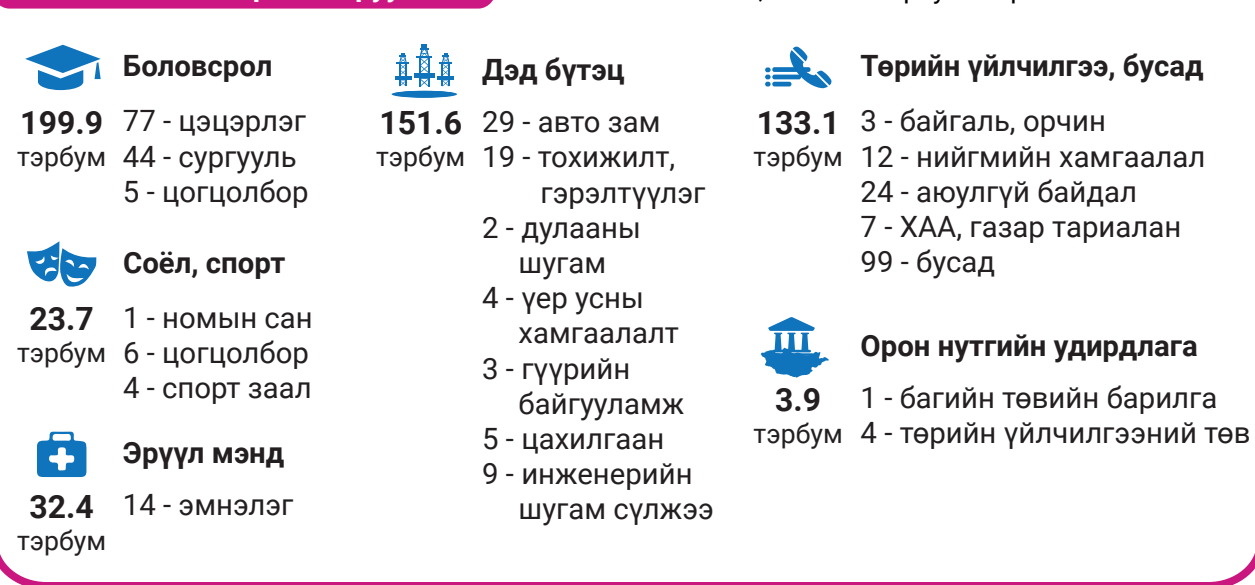 Боловсрол
199.9
тэрбум
77 - цэцэрлэг
44 - сургууль
5 - цогцолбор
Соёл, спорт
23.7
тэрбум
1 - номын сан
6 - цогцолбор
4 - спорт заал
Эрүүл мэнд
32.4
тэрбум
14 - эмнэлэг
Дэд бүтэц
151.6
тэрбум
29 - авто зам
19 - тохижилт,
гэрэлтүүлэг
2 - дулааны
шугам
4 - үер усны
хамгаалалт
3 - гүүрийн
байгууламж
5 - цахилгаан
9 - инженерийн
шугам сүлжээ
Төрийн үйлчилгээ, бусад
133.1
тэрбум
3 - байгаль, орчин
12 - нийгмийн хамгаалал
24 - аюулгүй байдал
7 - ХАА, газар тариалан
99 - бусад
Орон нутгийн удирдлага
3.9
тэрбум
1 - багийн төвийн барилга
4 - төрийн үйлчилгээний төв